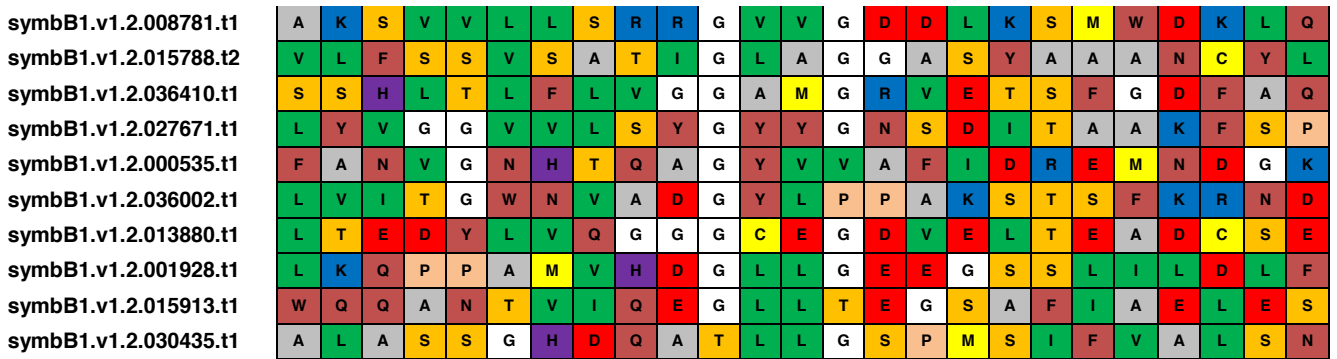 symbB1.v1.2.008781.t1 A K S V V L L S R R G V V G D D L K S M W D K L Q
symbB1.v1.2.015788.t2 V L F S S V S A T I G L A G G A S Y A A A N C Y L
symbB1.v1.2.036410.t1 S S H L T L F L V G G A M G R V E T S F G D F A Q
symbB1.v1.2.027671.t1 L Y V G G V V L S Y G Y Y G N S D I T A A K F S P
symbB1.v1.2.000535.t1 F A N V G N H T Q A G Y V V A F I D R E M N D G K
symbB1.v1.2.036002.t1 L V I T G W N V A D G Y L P P A K S T S F K R N D
symbB1.v1.2.013880.t1 L T E D Y L V Q G G G C E G D V E L T E A D C S E
symbB1.v1.2.001928.t1 L K Q P P A M V H D G L L G E E G S S L I L D L F
symbB1.v1.2.015913.t1 W Q Q A N T V I Q E G L L T E G S A F I A E L E S
symbB1.v1.2.030435.t1 A L A S S G H D Q A T L L G S P M S I F V A L S N